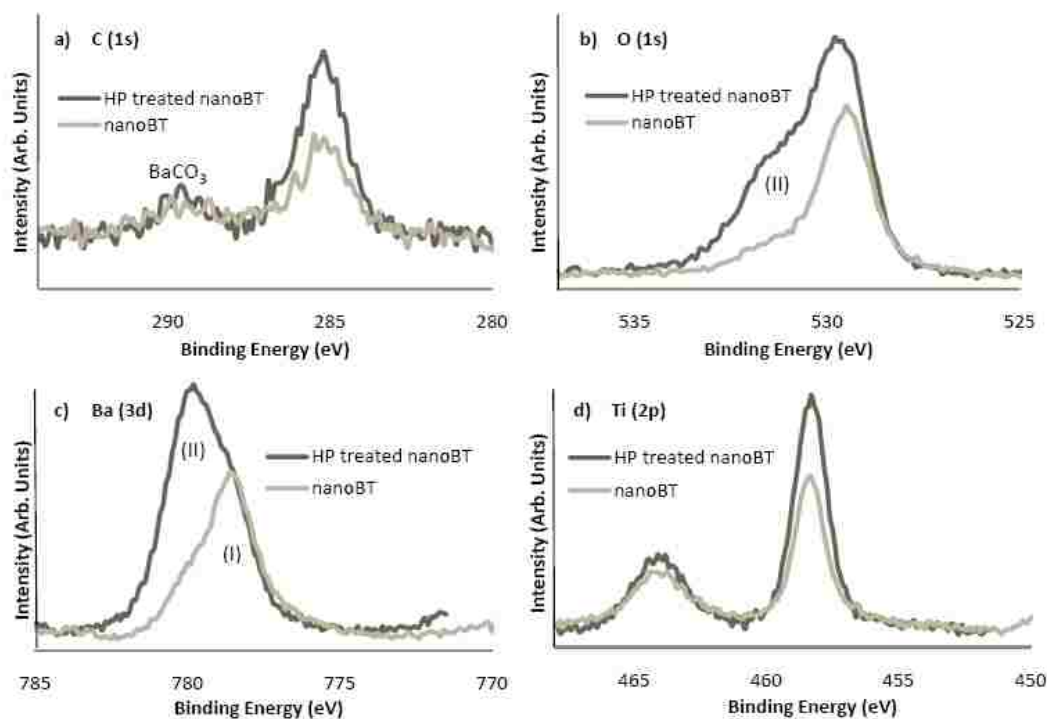 a) C (1s)
HP treated nanoBT
nanoBT
BaCO3
Intensity (Arb. Units)
290 285 280
Binding Energy (eV)
b) O (1s)
HP treated nanoBT
nanoBT
(II)
Intensity (Arb. Units)
535 530 525
Binding Energy (eV)
c) Ba (3d)
(II)
HP treated nanoBT
nanoBT
(I)
Intensity (Arb. Units)
785 780 775 770
Binding Energy (eV)
d) Ti (2p)
HP treated nanoBT
nanoBT
Intensity (Arb. Units)
465 460 455 450
Binding Energy (eV)